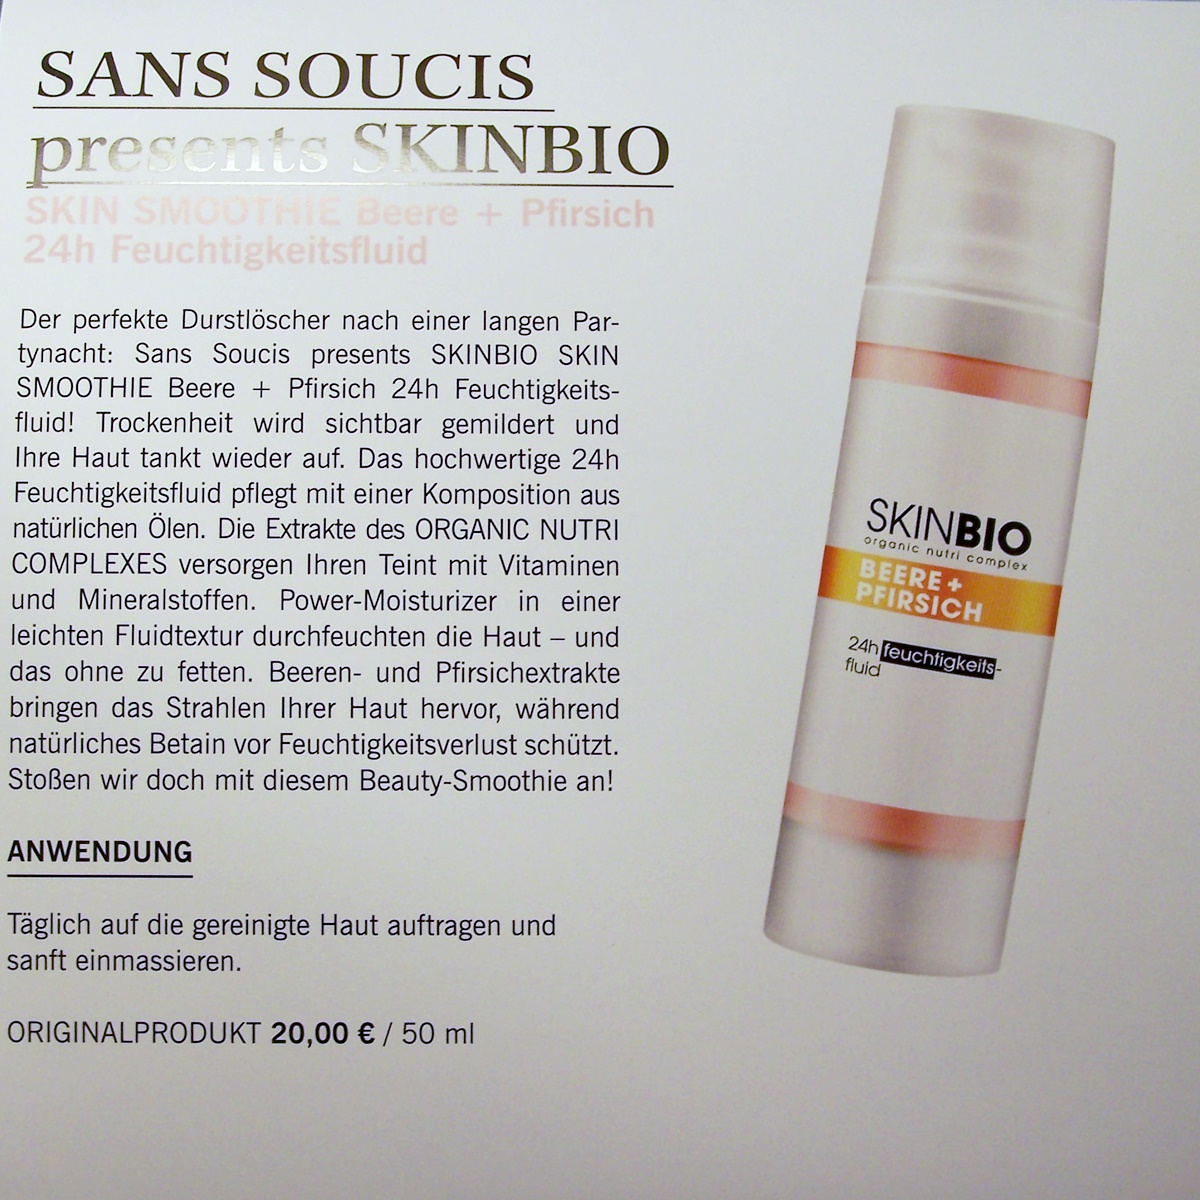 SANS SOUCIS
presents SKINBIO
SKIN SMOOTHIE Beere + Pfirsich
24h Feuchtigkeitsfluid
Der perfekte Durstlöscher nach einer langen Par-
tynacht: Sans Soucis presents SKINBIO SKIN
SMOOTHIE Beere + Pfirsich 24h Feuchtigkeits-
fluid! Trockenheit wird sichtbar gemildert und
Ihre Haut tankt wieder auf. Das hochwertige 24h
Feuchtigkeitsfluid pflegt mit einer Komposition aus
natürlichen Ölen. Die Extrakte des ORGANIC NUTRI
COMPLEXES versorgen Ihren Teint mit Vitaminen
und Mineralstoffen. Power-Moisturizer in einer
leichten Fluidtextur durchfeuchten die Haut – und
das ohne zu fetten. Beeren- und Pfirsichextrakte
bringen das Strahlen Ihrer Haut hervor, während
natürliches Betain vor Feuchtigkeitsverlust schützt.
Stoßen wir doch mit diesem Beauty-Smoothie an!
ANWENDUNG
Täglich auf die gereinigte Haut auftragen und
sanft einmassieren.
ORIGINALPRODUKT 20,00 € / 50 ml
SKINBIO
organic nutri complex
BEERE +
PFIRSICH
24h feuchtigkeits-
fluid